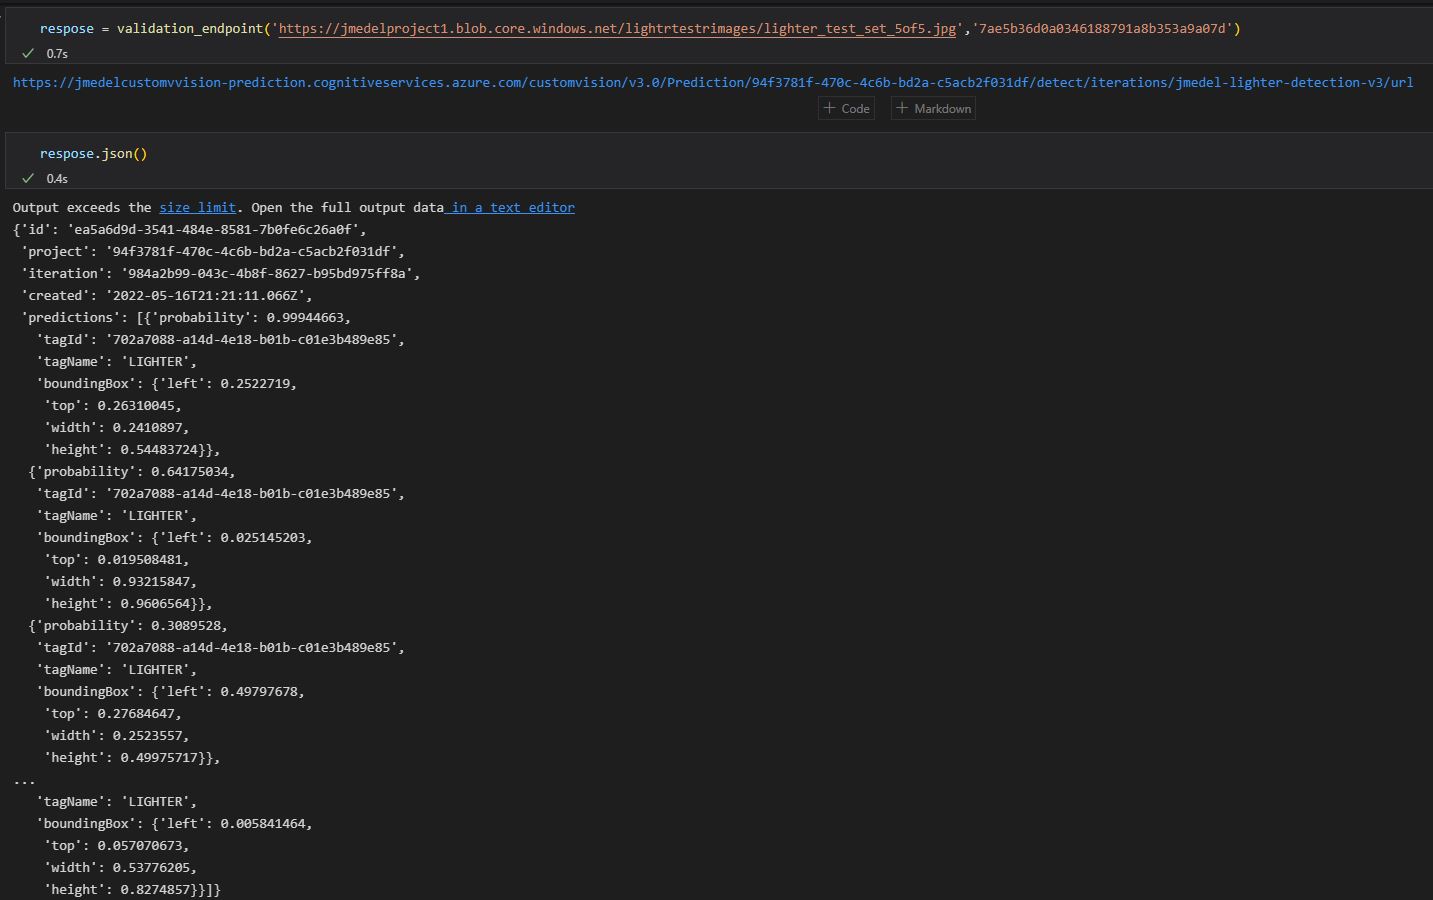 respose = validation_endpoint('https://jmedelproject1.blob.core.windows.net/lightrtestrimages/lighter_test_set_5of5.jpg','7ae5b36d0a0346188791a8b353a9a07d')
0.7s
https://jmedelcustomvvision-prediction.cognitiveservices.azure.com/customvision/v3.0/Prediction/94f3781f-470c-4c6b-bd2a-c5acb2f031df/detect/iterations/jmedel-lighter-detection-v3/url
+ Code + Markdown
respose.json()
0.4s
Output exceeds the size limit. Open the full output data in a text editor
{'id': 'ea5a6d9d-3541-484e-8581-7b0fe6c26a0f',
'project': '94f3781f-470c-4c6b-bd2a-c5acb2f031df',
'iteration': '984a2b99-043c-4b8f-8627-b95bd975ff8a',
'created': '2022-05-16T21:21:11.066Z',
'predictions': [{'probability': 0.99944663,
'tagId': '702a7088-a14d-4e18-b01b-c01e3b489e85',
'tagName': 'LIGHTER',
'boundingBox': {'left': 0.2522719,
'top': 0.26310045,
'width': 0.2410897,
'height': 0.54483724}},
{'probability': 0.64175034,
'tagId': '702a7088-a14d-4e18-b01b-c01e3b489e85',
'tagName': 'LIGHTER',
'boundingBox': {'left': 0.025145203,
'top': 0.019508481,
'width': 0.93215847,
'height': 0.9606564}},
{'probability': 0.3089528,
'tagId': '702a7088-a14d-4e18-b01b-c01e3b489e85',
'tagName': 'LIGHTER',
'boundingBox': {'left': 0.49797678,
'top': 0.27684647,
'width': 0.2523557,
'height': 0.49975717}},
...
'tagName': 'LIGHTER',
'boundingBox': {'left': 0.005841464,
'top': 0.057070673,
'width': 0.53776205,
'height': 0.8274857}}]}